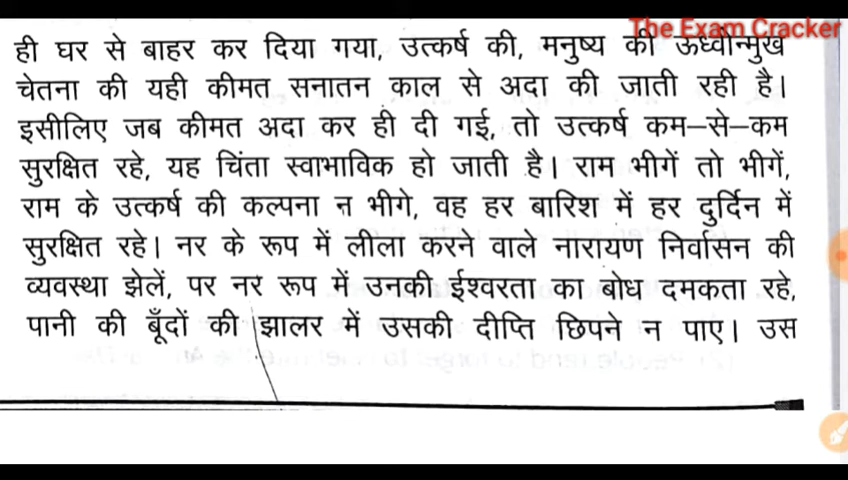 The Exam Cracker
ही घर से बाहर कर दिया गया, उत्कर्ष की, मनुष्य की ऊर्ध्वोन्मुख
चेतना की यही कीमत सनातन काल से अदा की जाती रही है।
इसीलिए जब कीमत अदा कर ही दी गई, तो उत्कर्ष कम–से–कम
सुरक्षित रहे, यह चिंता स्वाभाविक हो जाती है। राम भीगें तो भीगें,
राम के उत्कर्ष की कल्पना न भीगे, वह हर बारिश में हर दुर्दिन में
सुरक्षित रहे। नर के रूप में लीला करने वाले नारायण निर्वासन की
व्यवस्था झेलें, पर नर रूप में उनकी ईश्वरता का बोध दमकता रहे,
पानी की बूँदों की झालर में उसकी दीप्ति छिपने न पाए। उस